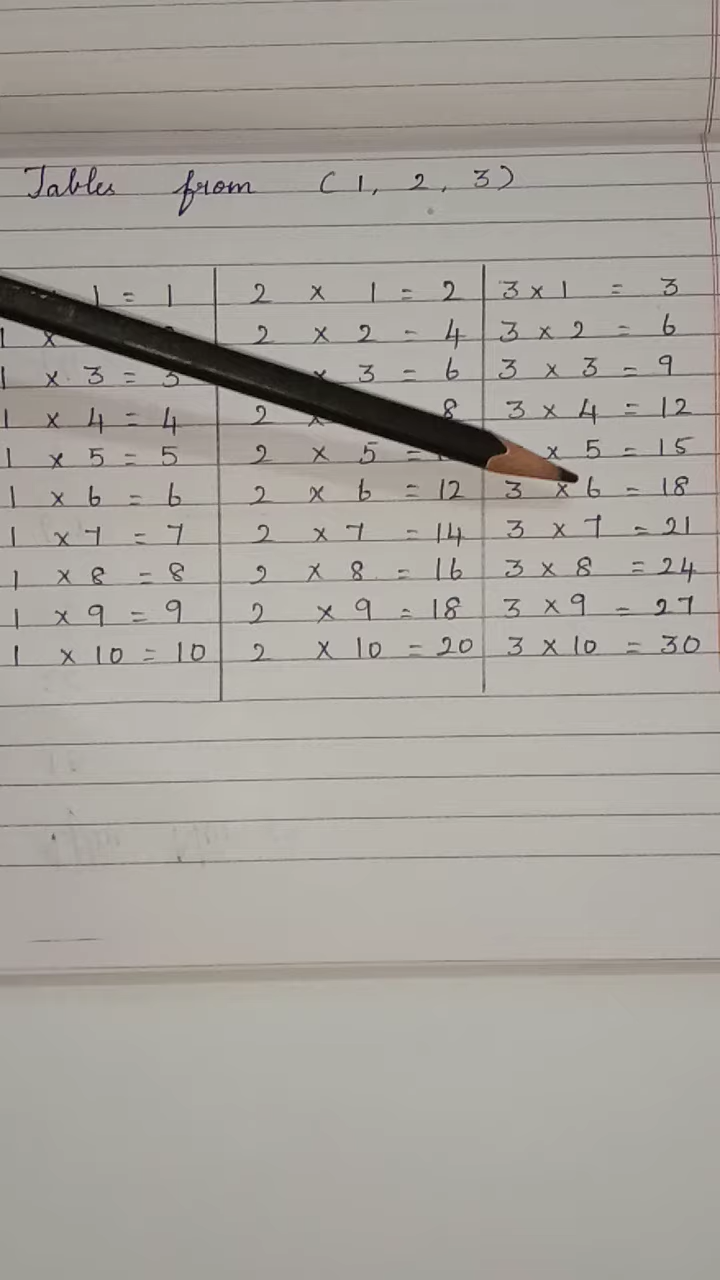 Tables from (1, 2, 3)
1 = 1 2 x 1 = 2 3 x 1 = 3
1 x 2 x 2 = 4 3 x 2 = 6
1 x 3 = 3 x 3 = 6 3 x 3 = 9
1 x 4 = 4 2 x 8 3 x 4 = 12
1 x 5 = 5 2 x 5 = x 5 = 15
1 x 6 = 6 2 x 6 = 12 3 x 6 = 18
1 x 7 = 7 2 x 7 = 14 3 x 7 = 21
1 x 8 = 8 2 x 8 = 16 3 x 8 = 24
1 x 9 = 9 2 x 9 = 18 3 x 9 = 27
1 x 10 = 10 2 x 10 = 20 3 x 10 = 30